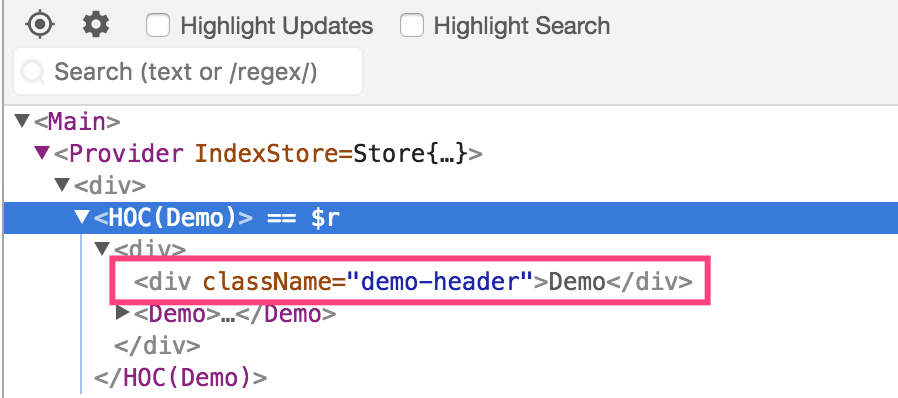 Highlight Updates Highlight Search
Search (text or /regex/)
▼<Main>
▼<Provider IndexStore=Store{…}>
▼<div>
▼<HOC(Demo)> == $r
▼<div>
<div className="demo-header">Demo</div>
▶<Demo>…</Demo>
</div>
</HOC(Demo)>